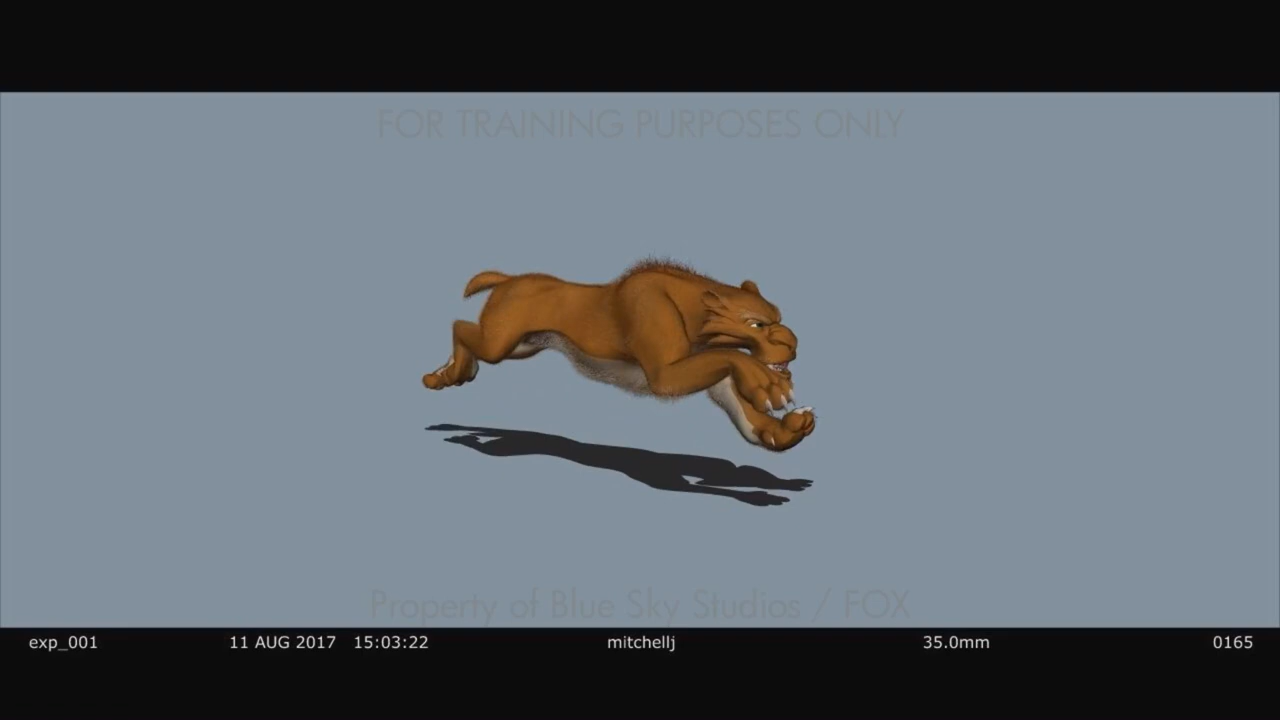 FOR TRAINING PURPOSES ONLY
Property of Blue Sky Studios / FOX
exp_001 11 AUG 2017 15:03:22 mitchellj 35.0mm 0165